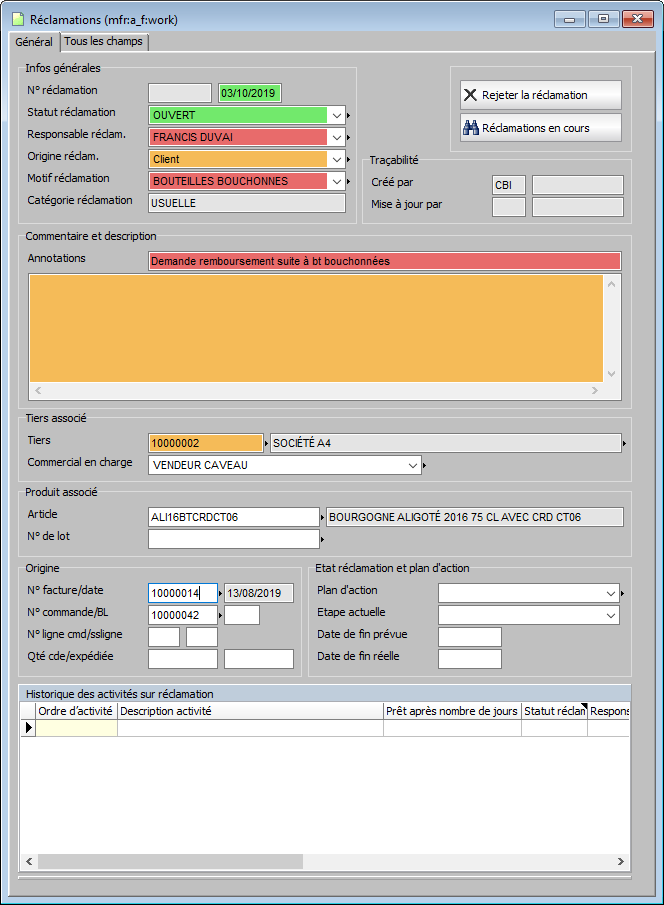 Réclamations (mfr:a_f:work)
Général
Tous les champs
Infos générales
N° réclamation
03/10/2019
Statut réclamation
OUVERT
Responsable réclam.
FRANCIS DUVAI
Origine réclam.
Client
Motif réclamation
BOUTEILLES BOUCHONNES
Catégorie réclamation
USUELLE
Rejeter la réclamation
Réclamations en cours
Traçabilité
Créé par
CBI
Mise à jour par
Commentaire et description
Annotations
Demande remboursement suite à bt bouchonnées
Tiers associé
Tiers
10000002
SOCIÉTÉ A4
Commercial en charge
VENDEUR CAVEAU
Produit associé
Article
ALI16BTCRDCT06
BOURGOGNE ALIGOTÉ 2016 75 CL AVEC CRD CT06
N° de lot
Origine
N° facture/date
10000014
13/08/2019
N° commande/BL
10000042
N° ligne cmd/ssligne
Qté cde/expédiée
Etat réclamation et plan d'action
Plan d'action
Etape actuelle
Date de fin prévue
Date de fin réelle
Historique des activités sur réclamation
Ordre d'activité
Description activité
Prêt après nombre de jours
Statut réclam
Respons